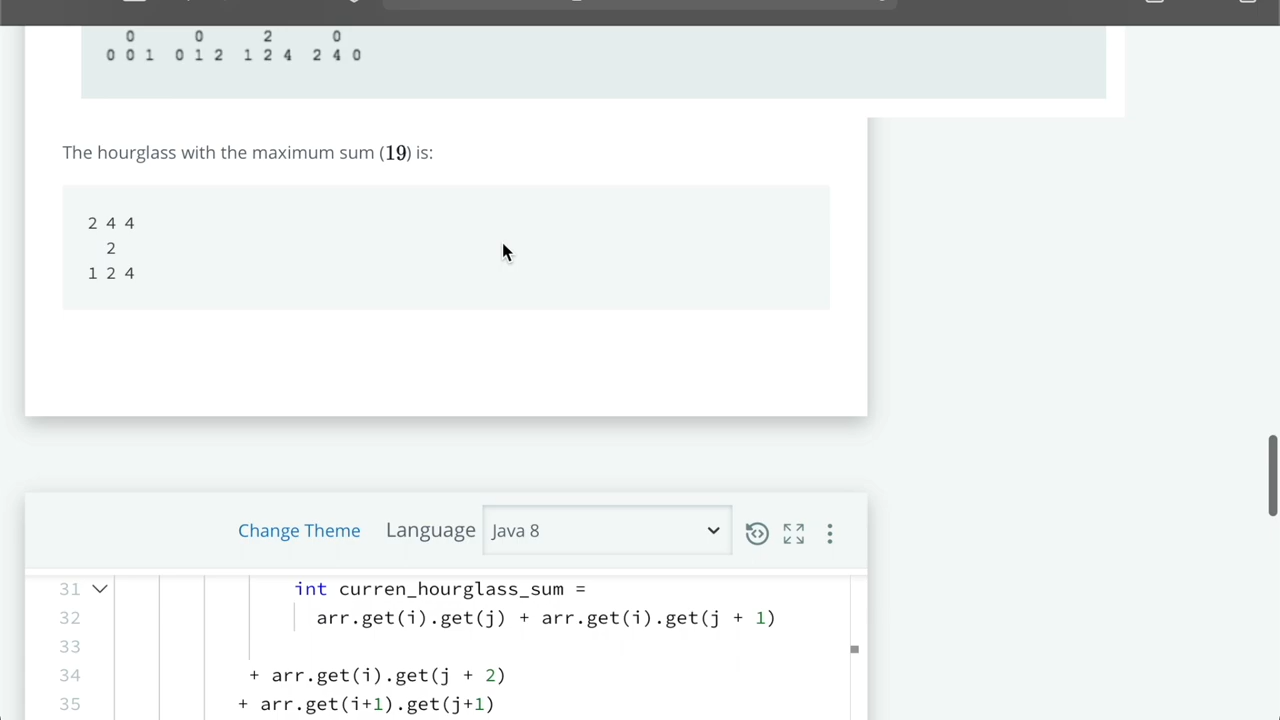 0 0 2 0
0 0 1 0 1 2 1 2 4 2 4 0
The hourglass with the maximum sum (19) is:
2 4 4
2
1 2 4
Change Theme Language Java 8
31 int curren_hourglass_sum =
32 arr.get(i).get(j) + arr.get(i).get(j + 1)
33
34 + arr.get(i).get(j + 2)
35 + arr.get(i+1).get(j+1)